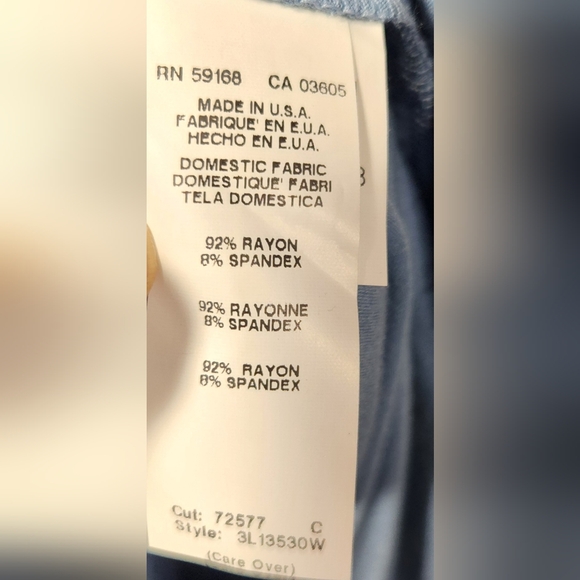 RN 59168 CA 03605
MADE IN U.S.A.
FABRIQUE' EN E.U.A.
HECHO EN E.U.A.
DOMESTIC FABRIC
DOMESTIQUE' FABRI
TELA DOMESTICA
92% RAYON
8% SPANDEX
92% RAYONNE
8% SPANDEX
92% RAYON
8% SPANDEX
Cut: 72577 C
Style: 3L13530W
(Care Over)